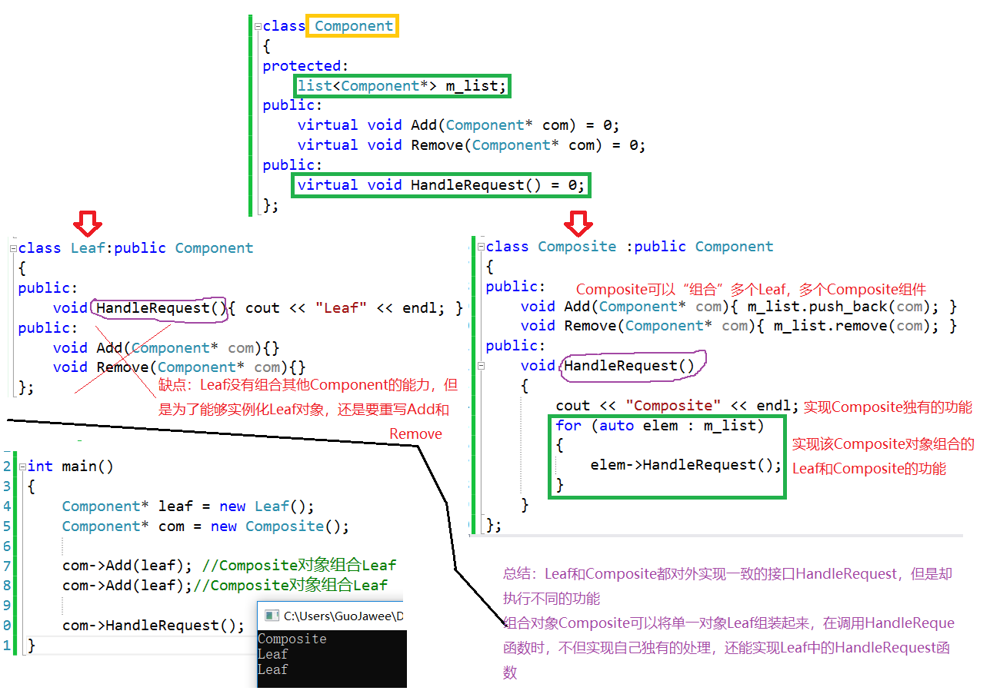 class Component
{
protected:
list<Component*> m_list;
public:
virtual void Add(Component* com) = 0;
virtual void Remove(Component* com) = 0;
public:
virtual void HandleRequest() = 0;
};
class Leaf:public Component
{
public:
void HandleRequest(){ cout << "Leaf" << endl; }
public:
void Add(Component* com){}
void Remove(Component* com){}
};
缺点：Leaf没有组合其他Component的能力，但
是为了能够实例化Leaf对象，还是要重写Add和
Remove
class Composite :public Component
{
public:
Composite可以“组合”多个Leaf，多个Composite组件
void Add(Component* com){ m_list.push_back(com); }
void Remove(Component* com){ m_list.remove(com); }
public:
void HandleRequest()
{
cout << "Composite" << endl; 实现Composite独有的功能
for (auto elem : m_list)
{
elem->HandleRequest();
}
实现该Composite对象组合的
Leaf和Composite的功能
}
};
2 int main()
3 {
4 Component* leaf = new Leaf();
5 Component* com = new Composite();
6
7 com->Add(leaf); //Composite对象组合Leaf
8 com->Add(leaf);//Composite对象组合Leaf
9
0 com->HandleRequest();
1 }
C:\Users\GuoJawee\D
Composite
Leaf
Leaf
总结：Leaf和Composite都对外实现一致的接口HandleRequest，但是却
执行不同的功能
组合对象Composite可以将单一对象Leaf组装起来，在调用HandleReque
函数时，不但实现自己独有的处理，还能实现Leaf中的HandleRequest函
数